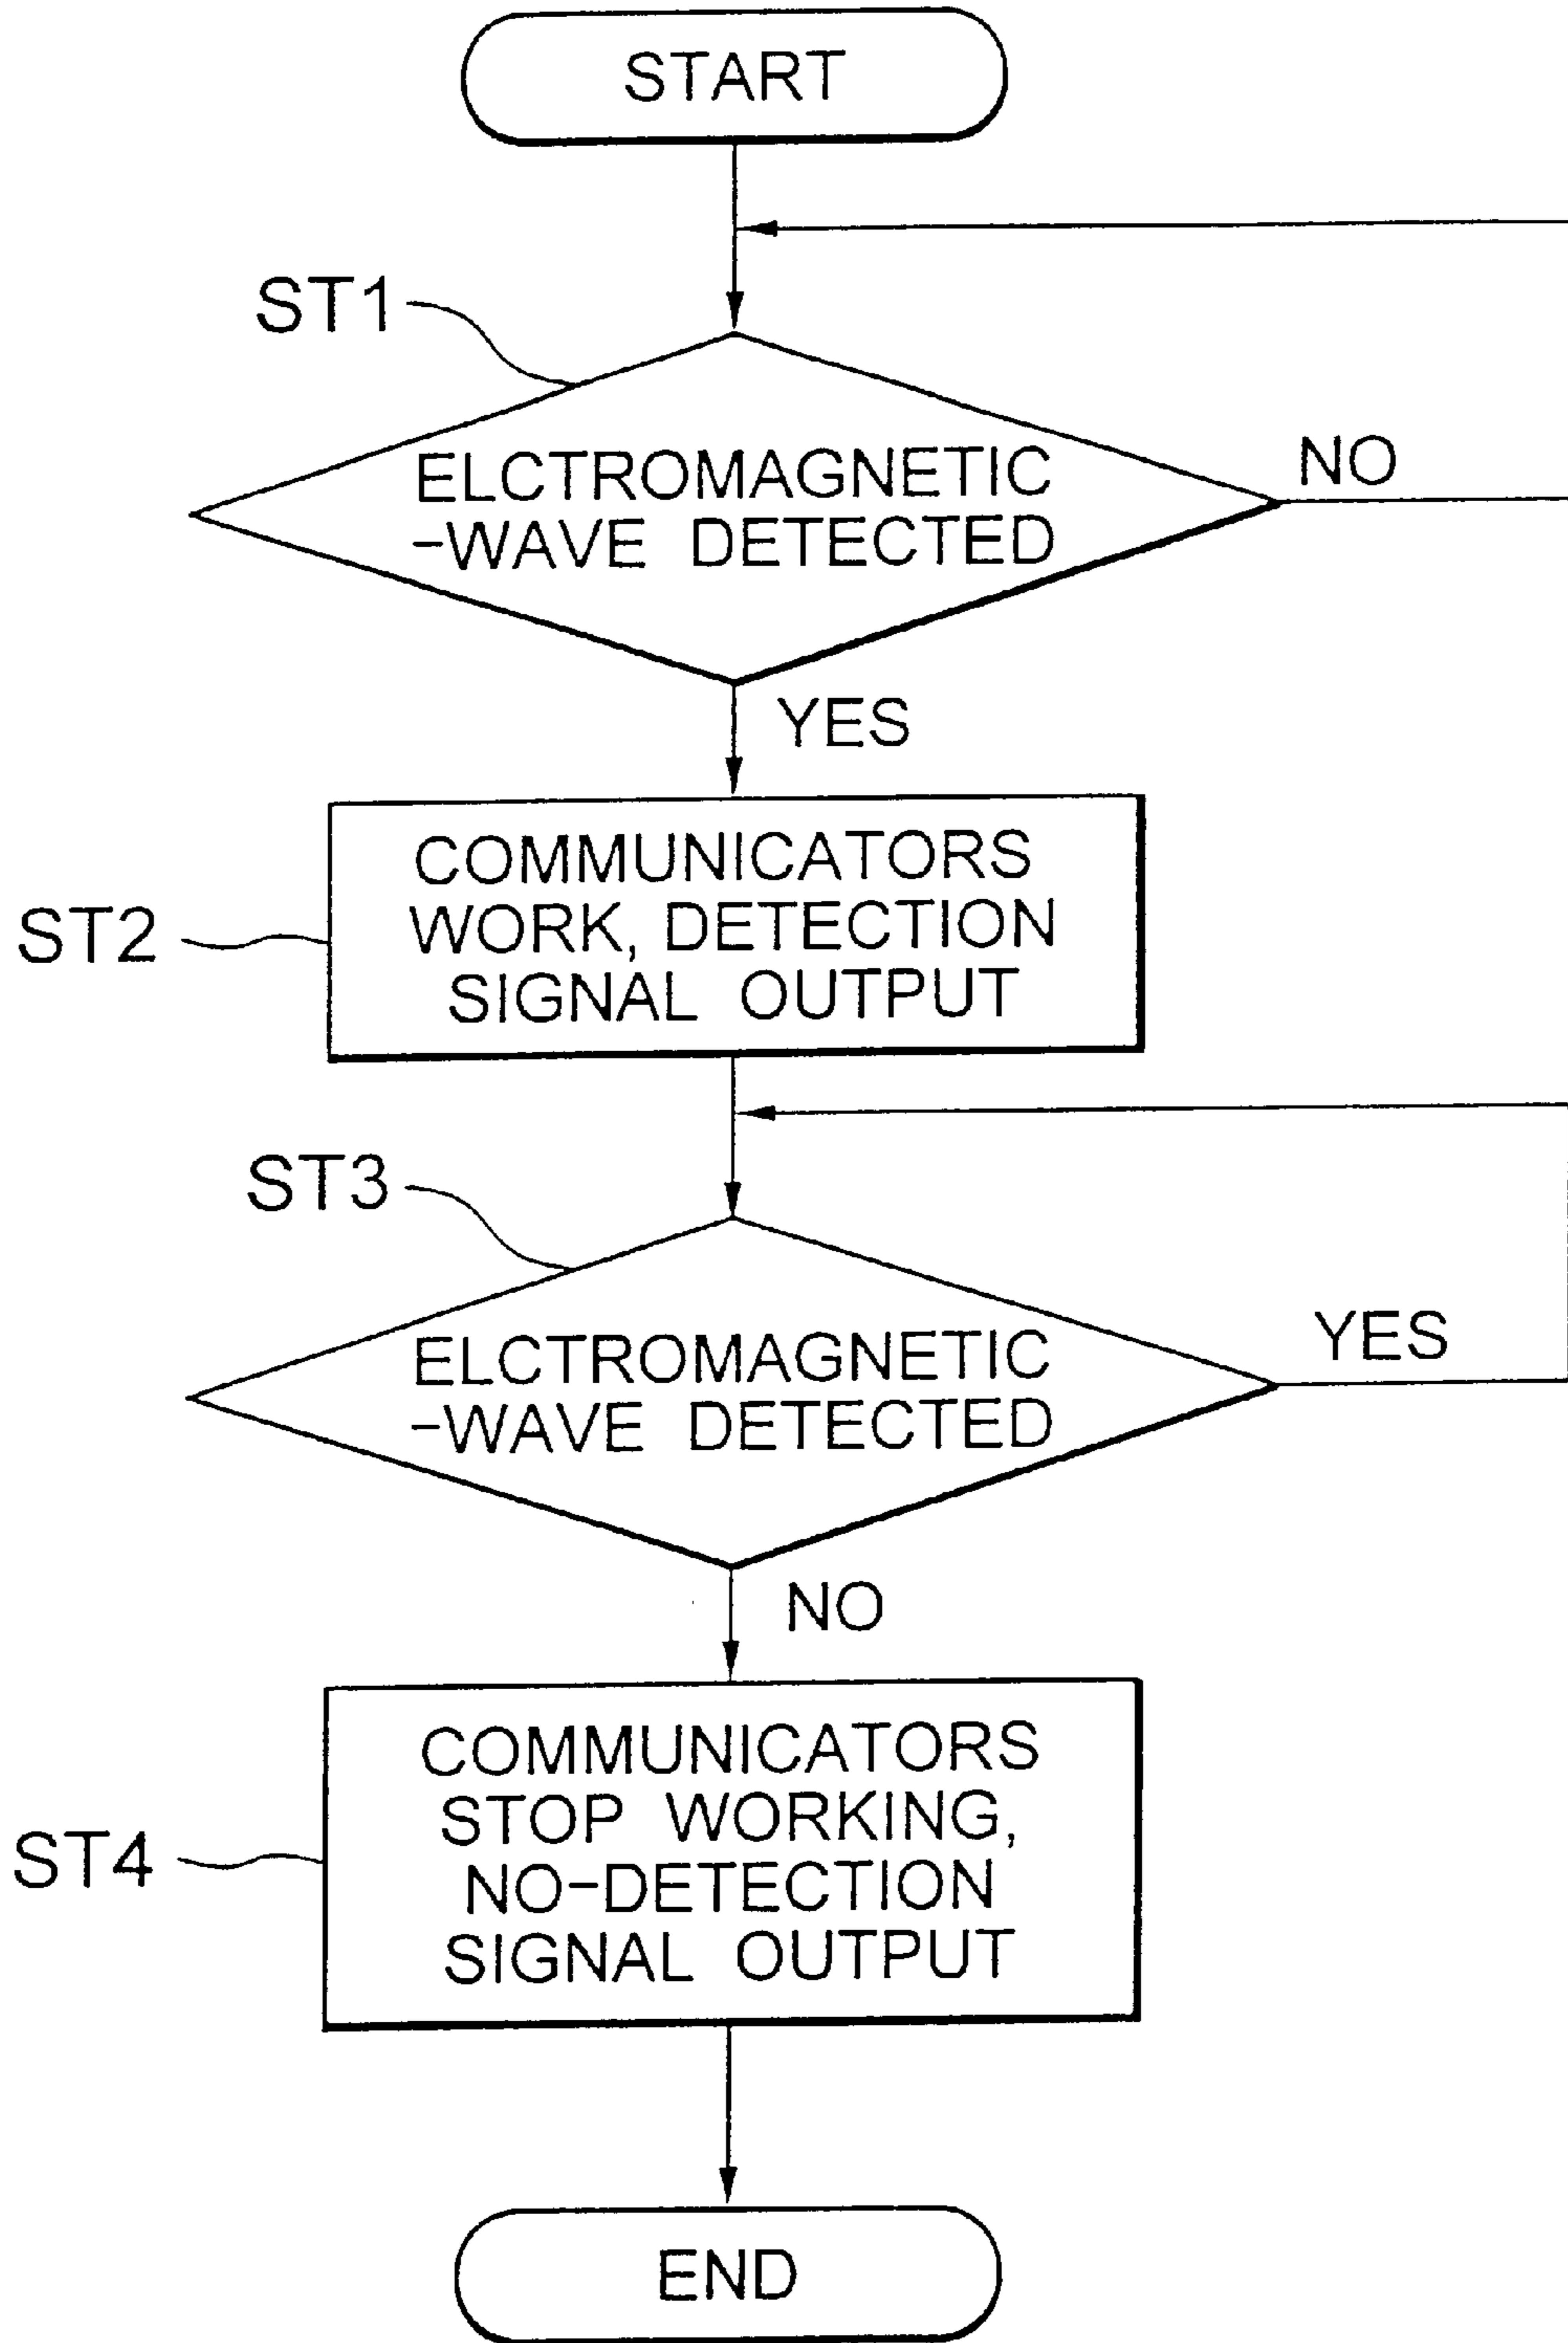 START
ST1
ELCTROMAGNETIC
-WAVE DETECTED
NO
YES
COMMUNICATORS
WORK, DETECTION
SIGNAL OUTPUT
ST2
ST3
ELCTROMAGNETIC
-WAVE DETECTED
YES
NO
COMMUNICATORS
STOP WORKING,
NO-DETECTION
SIGNAL OUTPUT
ST4
END